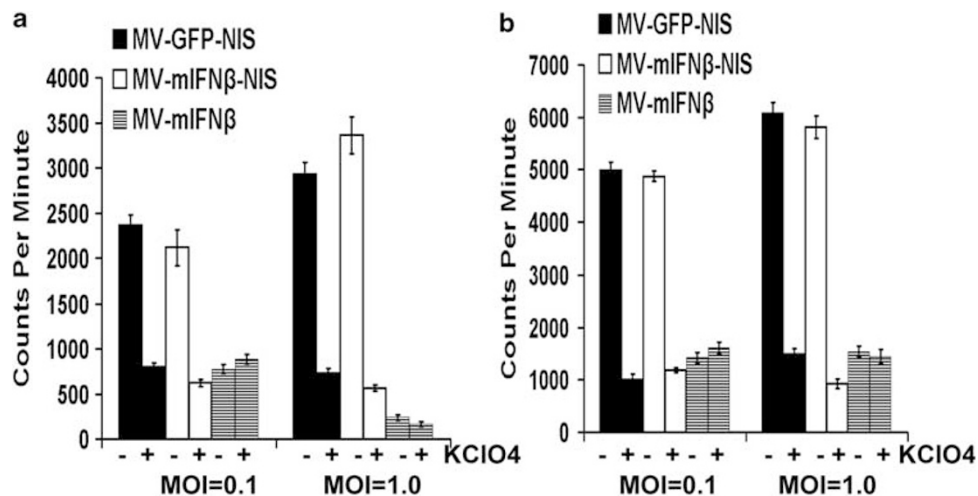 a
MV-GFP-NIS
MV-mIFNβ-NIS
MV-mIFNβ
Counts Per Minute
4000
3500
3000
2500
2000
1500
1000
500
0
- + - + - + - + - + - + KClO4
MOI=0.1 MOI=1.0
b
MV-GFP-NIS
MV-mIFNβ-NIS
MV-mIFNβ
Counts Per Minute
7000
6000
5000
4000
3000
2000
1000
0
- + - + - + - + - + - + KClO4
MOI=0.1 MOI=1.0